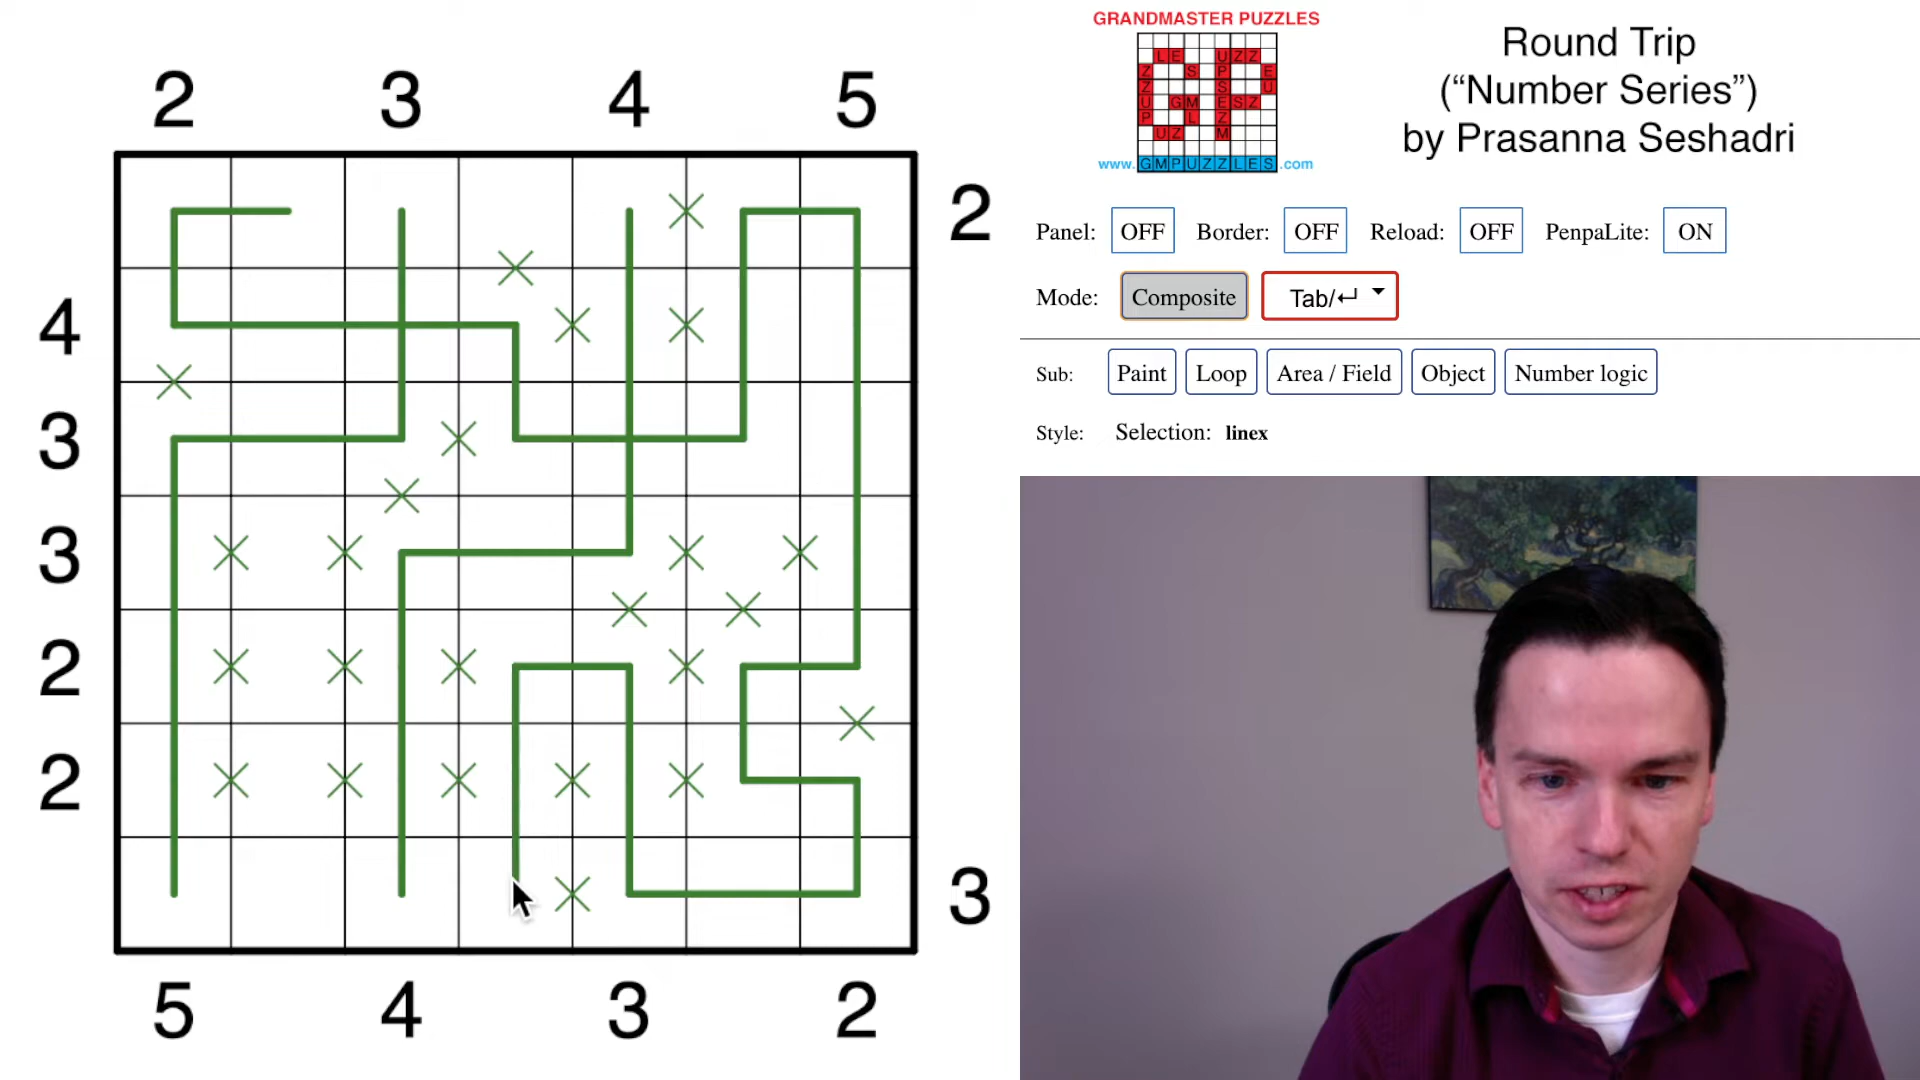 GRANDMASTER PUZZLES
www.GMPUZZLES.com
Round Trip
(“Number Series”)
by Prasanna Seshadri
Panel: OFF Border: OFF Reload: OFF PenpaLite: ON
Mode: Composite Tab/↵
Sub: Paint Loop Area / Field Object Number logic
Style: Selection: linex
2 3 4 5
2
4
3
3
2
2
3
5 4 3 2